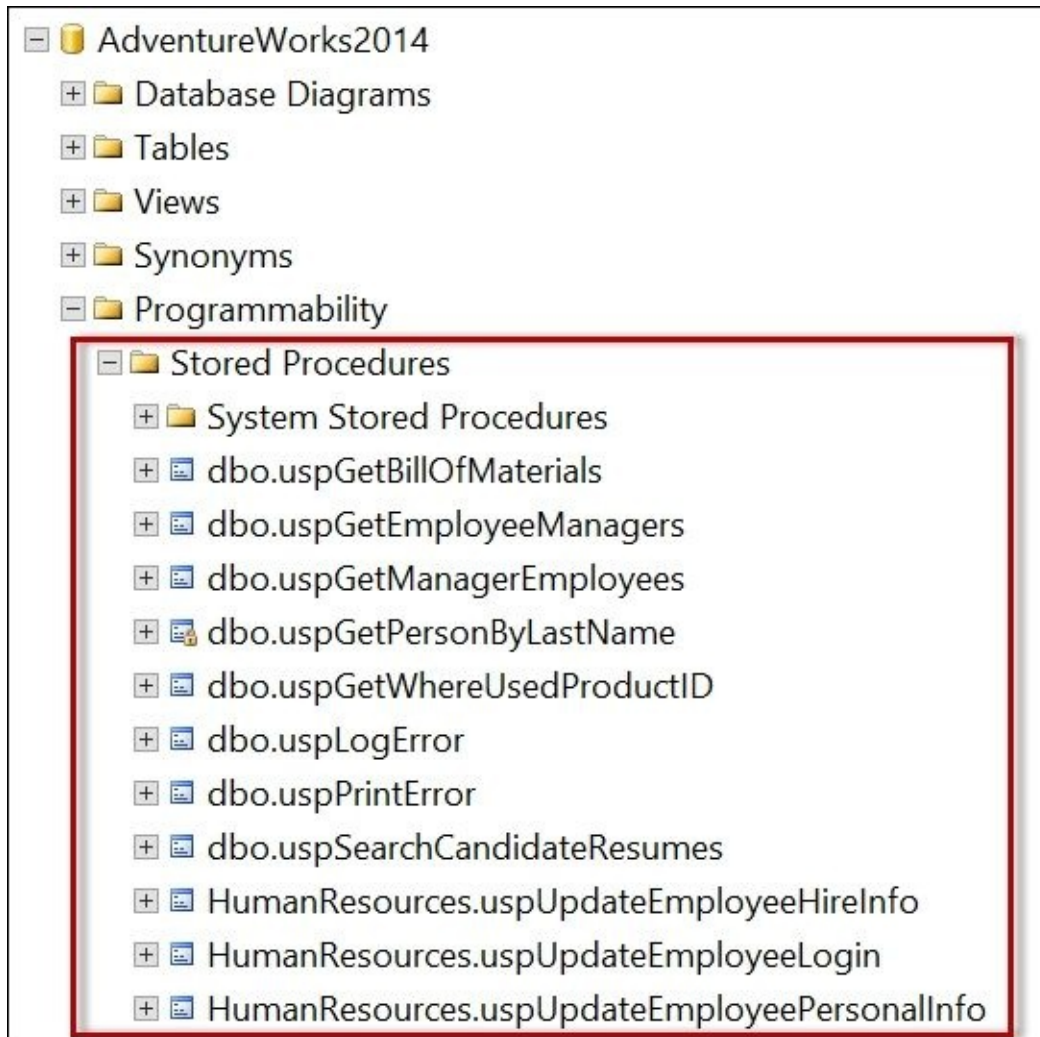 AdventureWorks2014
Database Diagrams
Tables
Views
Synonyms
Programmability
Stored Procedures
System Stored Procedures
dbo.uspGetBillOfMaterials
dbo.uspGetEmployeeManagers
dbo.uspGetManagerEmployees
dbo.uspGetPersonByLastName
dbo.uspGetWhereUsedProductID
dbo.uspLogError
dbo.uspPrintError
dbo.uspSearchCandidateResumes
HumanResources.uspUpdateEmployeeHireInfo
HumanResources.uspUpdateEmployeeLogin
HumanResources.uspUpdateEmployeePersonalInfo